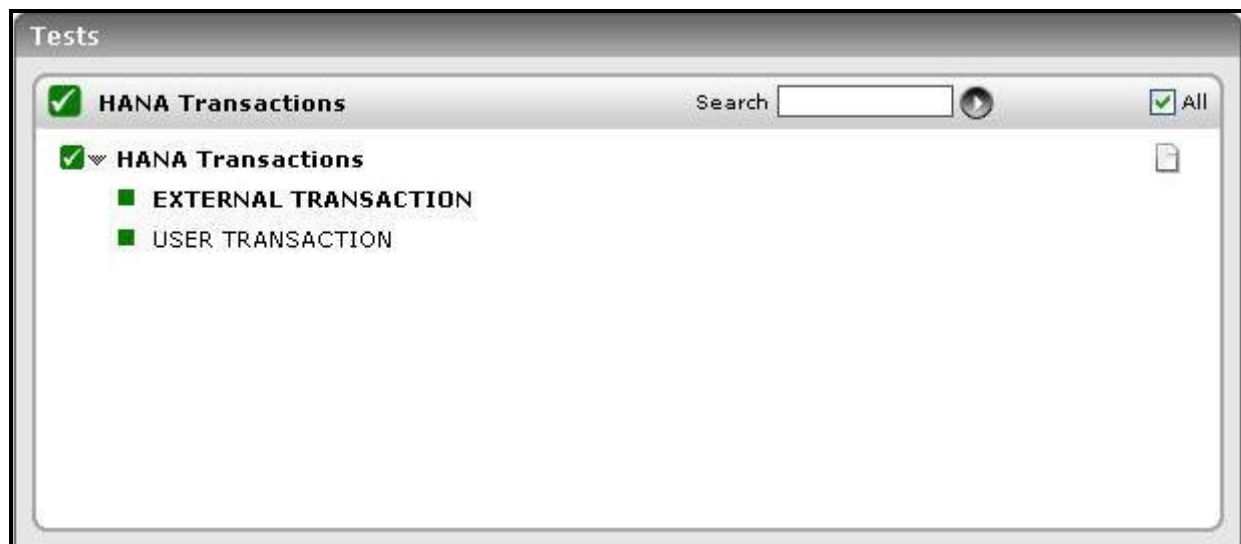 Tests
HANA Transactions Search All
HANA Transactions
EXTERNAL TRANSACTION
USER TRANSACTION